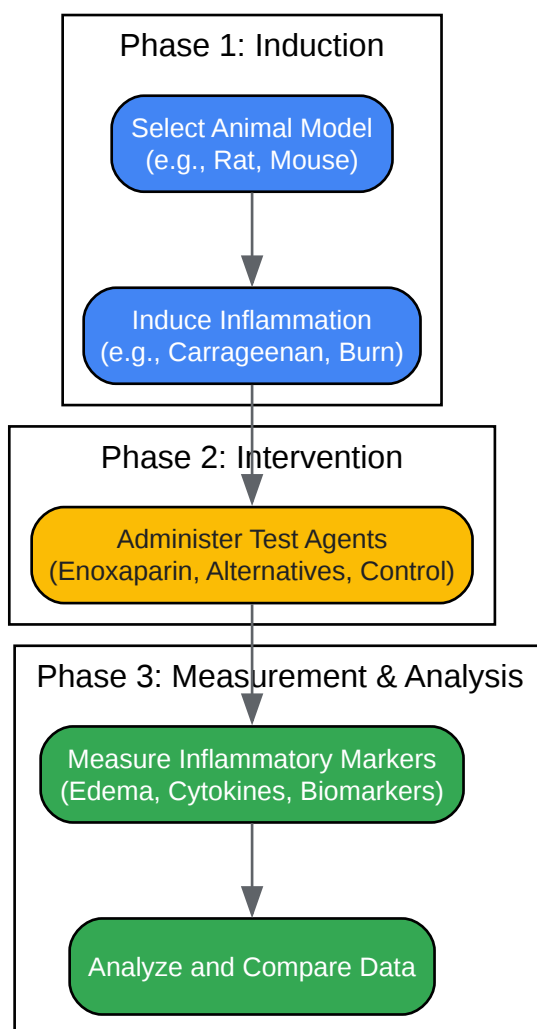 Phase 1: Induction
Select Animal Model
(e.g., Rat, Mouse)
Induce Inflammation
(e.g., Carrageenan, Burn)
Phase 2: Intervention
Administer Test Agents
(Enoxaparin, Alternatives, Control)
Phase 3: Measurement & Analysis
Measure Inflammatory Markers
(Edema, Cytokines, Biomarkers)
Analyze and Compare Data